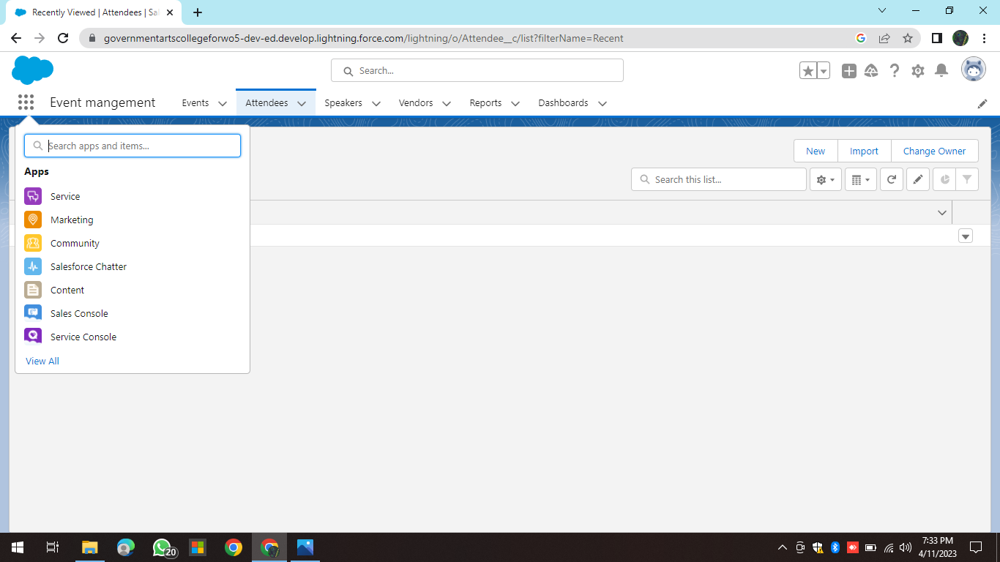 Recently Viewed | Attendees | Sal
governmentartscollegeforwo5-dev-ed.develop.lightning.force.com/lightning/o/Attendee__c/list?filterName=Recent
Search...
Event mangement
Events
Attendees
Speakers
Vendors
Reports
Dashboards
Search apps and items...
Apps
Service
Marketing
Community
Salesforce Chatter
Content
Sales Console
Service Console
View All
New
Import
Change Owner
Search this list...
20
7:33 PM
4/11/2023